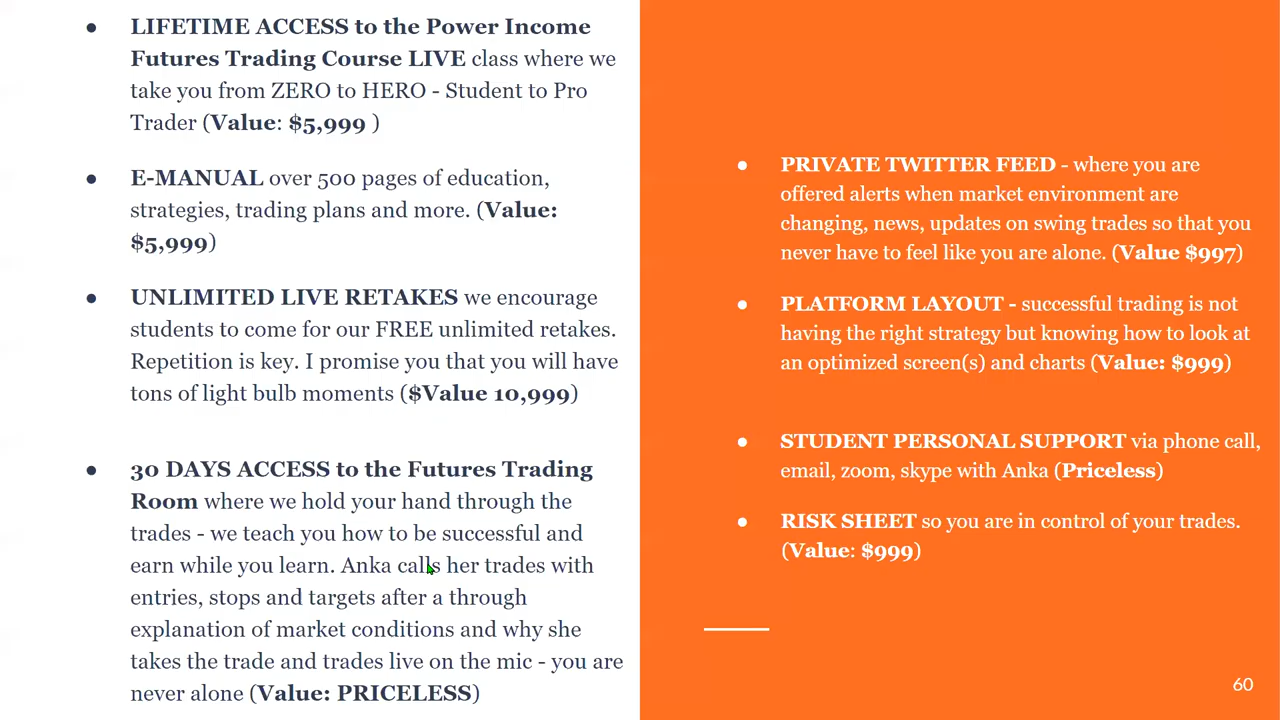 ● LIFETIME ACCESS to the Power Income
Futures Trading Course LIVE class where we
take you from ZERO to HERO - Student to Pro
Trader (Value: $5,999 )
● E-MANUAL over 500 pages of education,
strategies, trading plans and more. (Value:
$5,999)
● UNLIMITED LIVE RETAKES we encourage
students to come for our FREE unlimited retakes.
Repetition is key. I promise you that you will have
tons of light bulb moments ($Value 10,999)
● 30 DAYS ACCESS to the Futures Trading
Room where we hold your hand through the
trades - we teach you how to be successful and
earn while you learn. Anka calls her trades with
entries, stops and targets after a through
explanation of market conditions and why she
takes the trade and trades live on the mic - you are
never alone (Value: PRICELESS)
● PRIVATE TWITTER FEED - where you are
offered alerts when market environment are
changing, news, updates on swing trades so that you
never have to feel like you are alone. (Value $997)
● PLATFORM LAYOUT - successful trading is not
having the right strategy but knowing how to look at
an optimized screen(s) and charts (Value: $999)
● STUDENT PERSONAL SUPPORT via phone call,
email, zoom, skype with Anka (Priceless)
● RISK SHEET so you are in control of your trades.
(Value: $999)
60